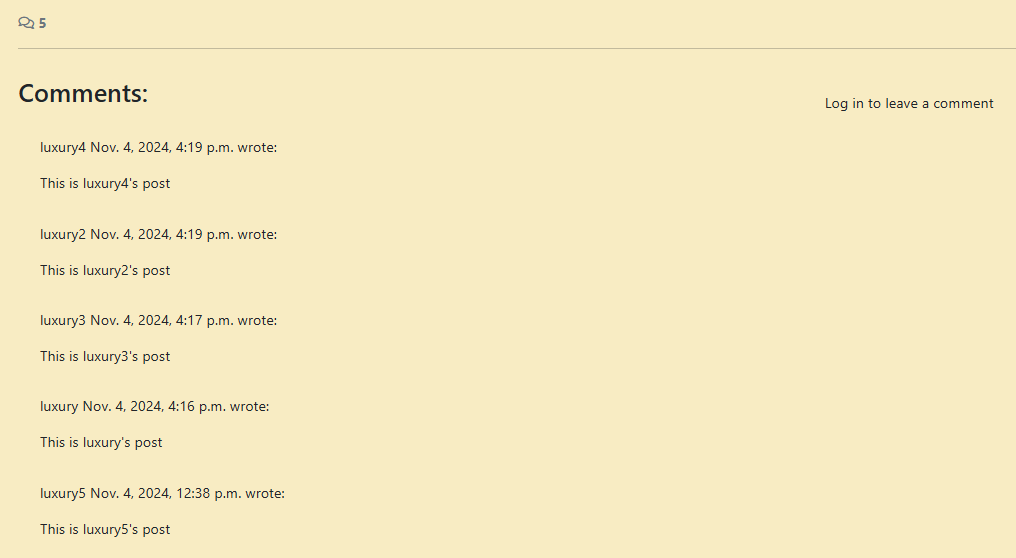 5
Comments:
Log in to leave a comment
luxury4 Nov. 4, 2024, 4:19 p.m. wrote:
This is luxury4's post
luxury2 Nov. 4, 2024, 4:19 p.m. wrote:
This is luxury2's post
luxury3 Nov. 4, 2024, 4:17 p.m. wrote:
This is luxury3's post
luxury Nov. 4, 2024, 4:16 p.m. wrote:
This is luxury's post
luxury5 Nov. 4, 2024, 12:38 p.m. wrote:
This is luxury5's post